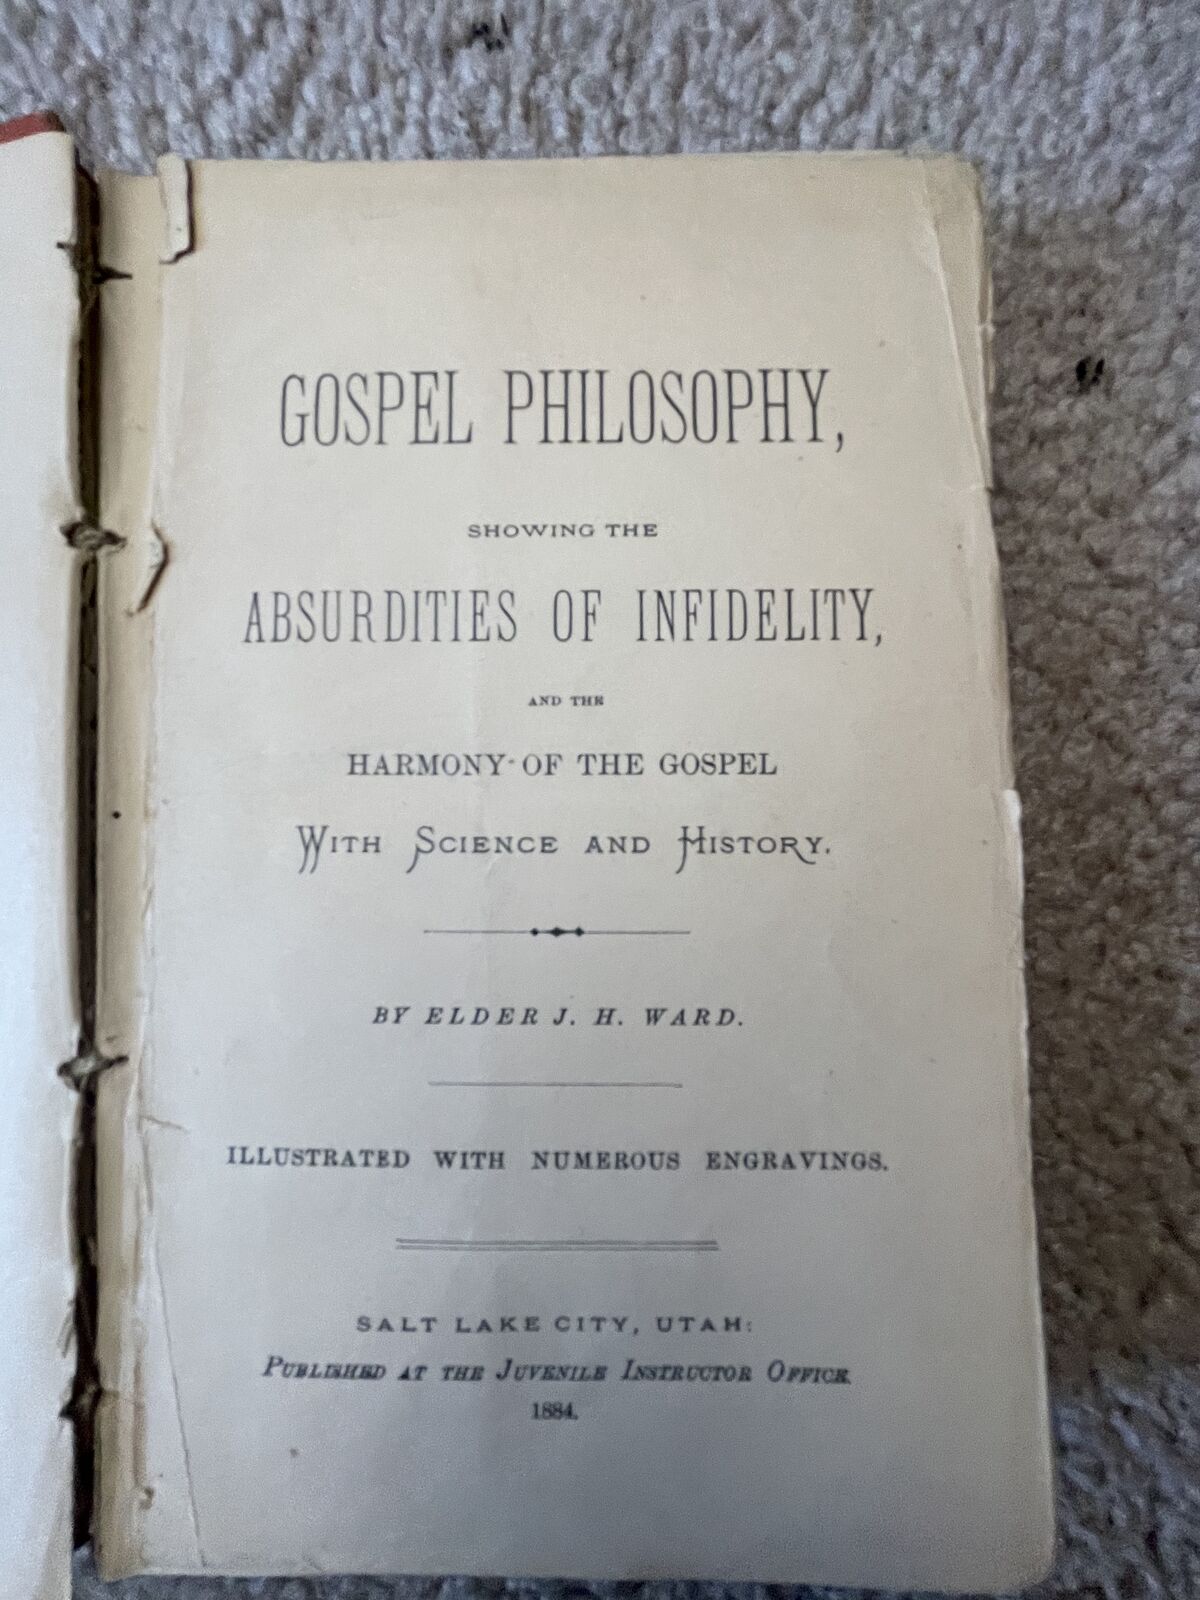 GOSPEL PHILOSOPHY,
SHOWING THE
ABSURDITIES OF INFIDELITY,
AND THE
HARMONY OF THE GOSPEL
WITH SCIENCE AND HISTORY.
BY ELDER J. H. WARD.
ILLUSTRATED WITH NUMEROUS ENGRAVINGS.
SALT LAKE CITY, UTAH:
PUBLISHED AT THE JUVENILE INSTRUCTOR OFFICE.
1884.